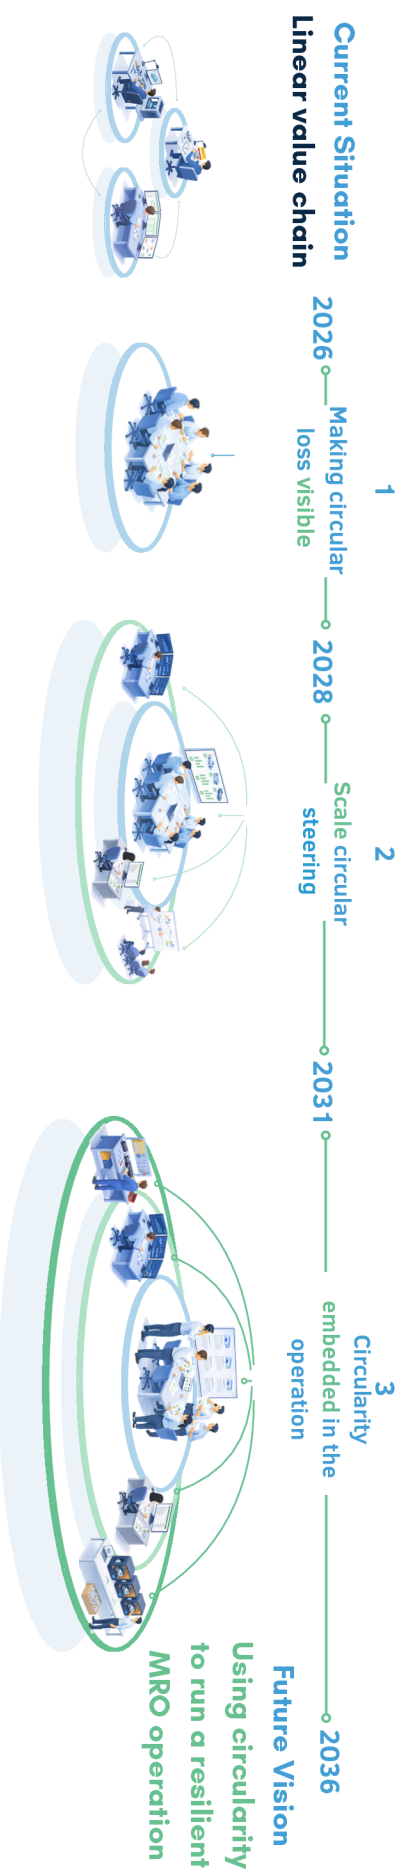 Current Situation
Linear value chain
2026
1
Making circular
loss visible
2028
2
Scale circular
steering
2031
3
Circularity
embedded in the
operation
2036
Future Vision
Using circularity
to run a resilient
MRO operation